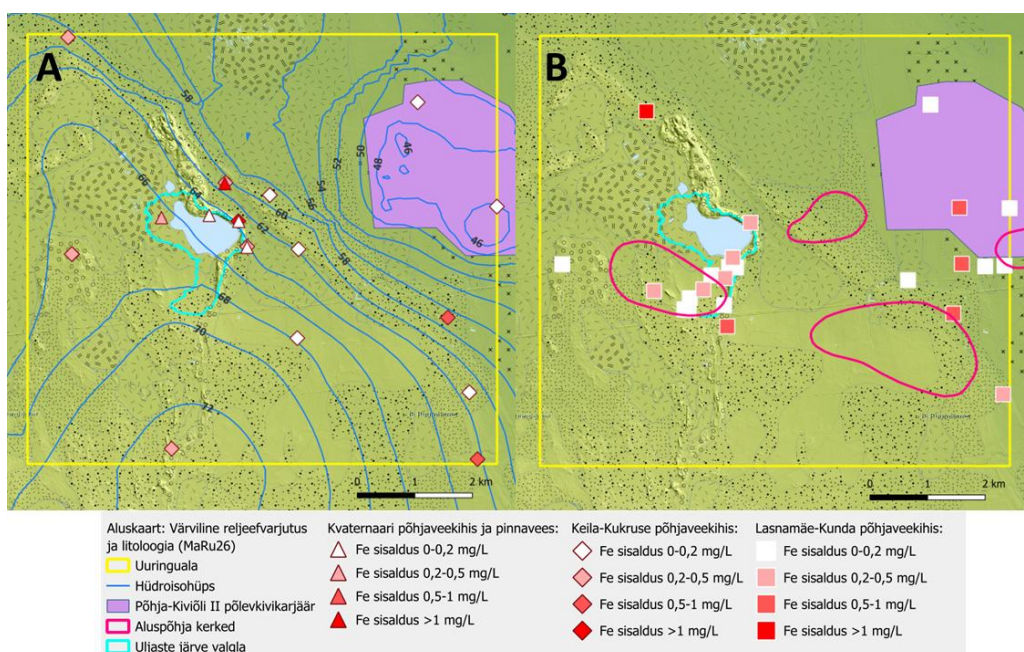 A
B
58
66
64
62
60
56
54
52
50
48
46
46
68
70
72
0 1 2 km
0 1 2 km
Aluskaart: Värviline reljeefvarjutus
ja litoloogia (MaRu26)
Uuringuala
Hüdroisohüps
Põhja-Kiviõli II põlevkivikarjäär
Aluspõhja kerked
Uljaste järve valgla
Kvaternaari põhjaveekihis ja pinnavees:
Fe sisaldus 0-0,2 mg/L
Fe sisaldus 0,2-0,5 mg/L
Fe sisaldus 0,5-1 mg/L
Fe sisaldus >1 mg/L
Keila-Kukruse põhjaveekihis:
Fe sisaldus 0-0,2 mg/L
Fe sisaldus 0,2-0,5 mg/L
Fe sisaldus 0,5-1 mg/L
Fe sisaldus >1 mg/L
Lasnamäe-Kunda põhjaveekihis:
Fe sisaldus 0-0,2 mg/L
Fe sisaldus 0,2-0,5 mg/L
Fe sisaldus 0,5-1 mg/L
Fe sisaldus >1 mg/L